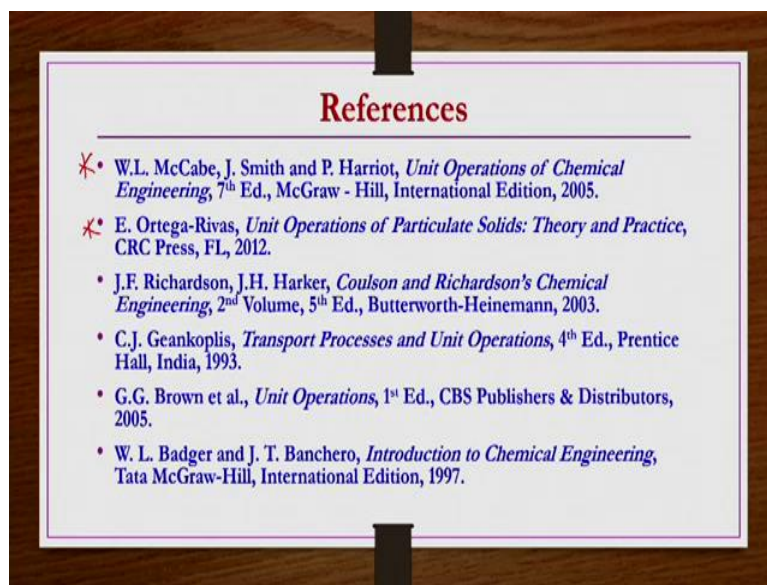 References
• W.L. McCabe, J. Smith and P. Harriot, Unit Operations of Chemical
Engineering, 7th Ed., McGraw - Hill, International Edition, 2005.
• E. Ortega-Rivas, Unit Operations of Particulate Solids: Theory and Practice,
CRC Press, FL, 2012.
• J.F. Richardson, J.H. Harker, Coulson and Richardson's Chemical
Engineering, 2nd Volume, 5th Ed., Butterworth-Heinemann, 2003.
• C.J. Geankoplis, Transport Processes and Unit Operations, 4th Ed., Prentice
Hall, India, 1993.
• G.G. Brown et al., Unit Operations, 1st Ed., CBS Publishers & Distributors,
2005.
• W. L. Badger and J. T. Banchero, Introduction to Chemical Engineering,
Tata McGraw-Hill, International Edition, 1997.